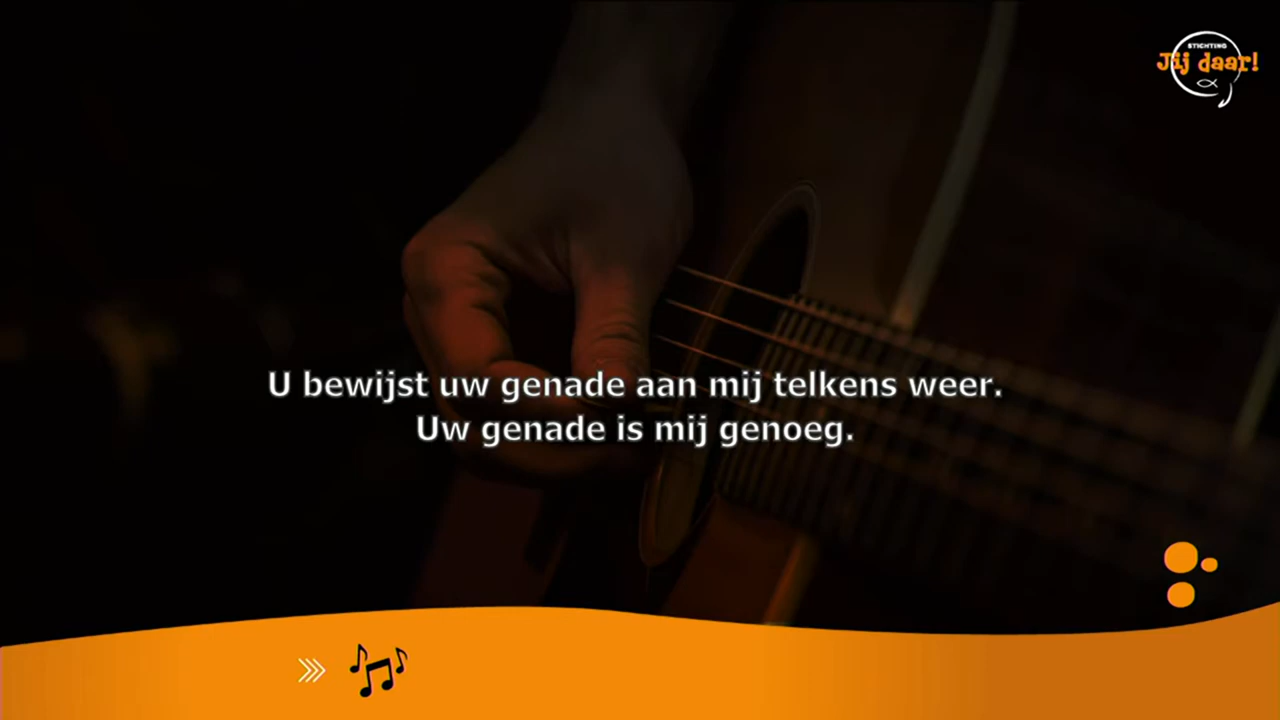 STICHTING
Jij daar!
U bewijst uw genade aan mij telkens weer.
Uw genade is mij genoeg.